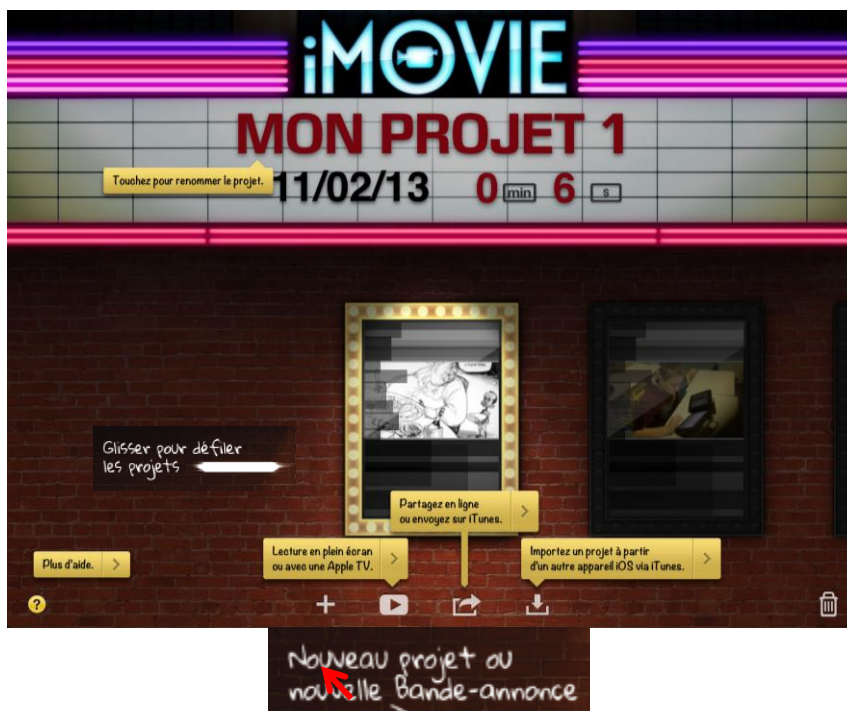 iMOVIE
MON PROJET 1
Touchez pour renommer le projet.
11/02/13 0 min 6 s
Glisser pour défiler
les projets
Partagez en ligne
ou envoyez sur iTunes. >
Plus d'aide. >
Lecture en plein écran
ou avec une Apple TV. >
Importez un projet à partir
d'un autre appareil iOS via iTunes. >
?
Nouveau projet ou
nouvelle Bande-annonce